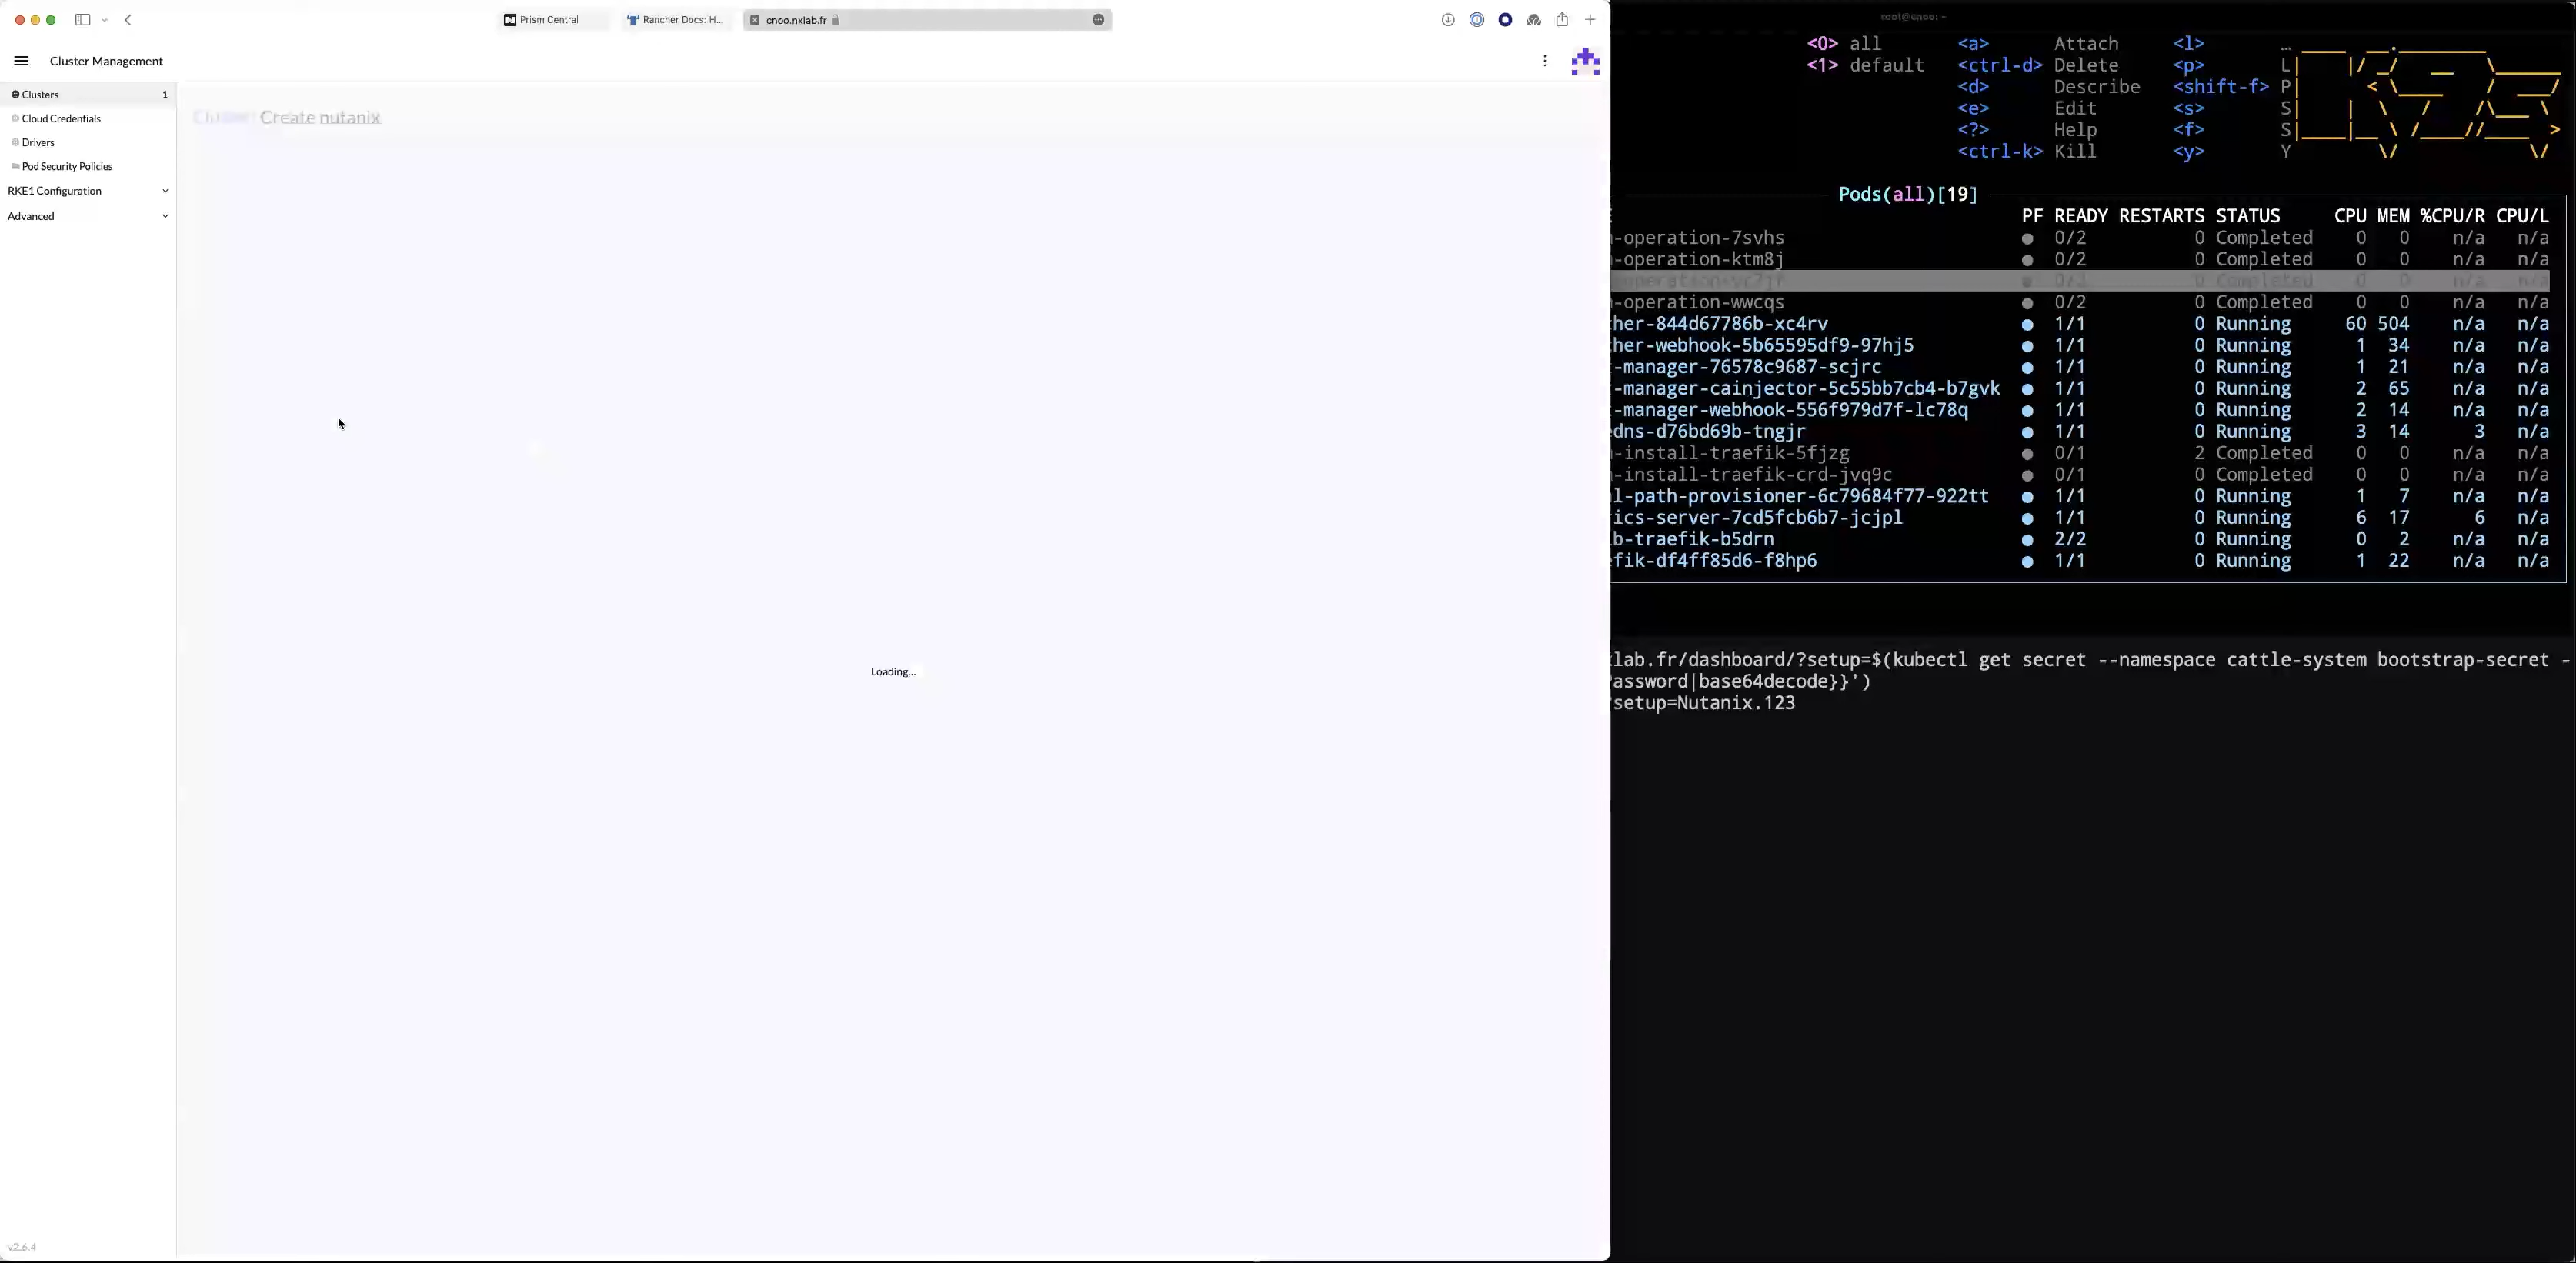 Prism Central
Rancher Docs: H...
cnoo.nxlab.fr
Cluster Management
Clusters 1
Cloud Credentials
Drivers
Pod Security Policies
RKE1 Configuration
Advanced
Cluster: Create nutanix
Loading...
v2.6.4
root@cnoo: ~
<0> all <a> Attach <l> …
<1> default <ctrl-d> Delete <p> L
<d> Describe <shift-f> P
<e> Edit <s> S
<?> Help <f> S
<ctrl-k> Kill <y> Y
Pods(all)[19]
PF READY RESTARTS STATUS CPU MEM %CPU/R CPU/L
-operation-7svhs ● 0/2 0 Completed 0 0 n/a n/a
-operation-ktm8j ● 0/2 0 Completed 0 0 n/a n/a
0/2 0 Completed 0 0 n/a n/a
-operation-wwcqs ● 0/2 0 Completed 0 0 n/a n/a
her-844d67786b-xc4rv ● 1/1 0 Running 60 504 n/a n/a
her-webhook-5b65595df9-97hj5 ● 1/1 0 Running 1 34 n/a n/a
-manager-76578c9687-scjrc ● 1/1 0 Running 1 21 n/a n/a
-manager-cainjector-5c55bb7cb4-b7gvk ● 1/1 0 Running 2 65 n/a n/a
-manager-webhook-556f979d7f-lc78q ● 1/1 0 Running 2 14 n/a n/a
dns-d76bd69b-tngjr ● 1/1 0 Running 3 14 3 n/a
-install-traefik-5fjzg ● 0/1 2 Completed 0 0 n/a n/a
-install-traefik-crd-jvq9c ● 0/1 0 Completed 0 0 n/a n/a
l-path-provisioner-6c79684f77-922tt ● 1/1 0 Running 1 7 n/a n/a
ics-server-7cd5fcb6b7-jcjpl ● 1/1 0 Running 6 17 6 n/a
b-traefik-b5drn ● 2/2 0 Running 0 2 n/a n/a
fik-df4ff85d6-f8hp6 ● 1/1 0 Running 1 22 n/a n/a
lab.fr/dashboard/?setup=$(kubectl get secret --namespace cattle-system bootstrap-secret -
assword|base64decode}}')
setup=Nutanix.123